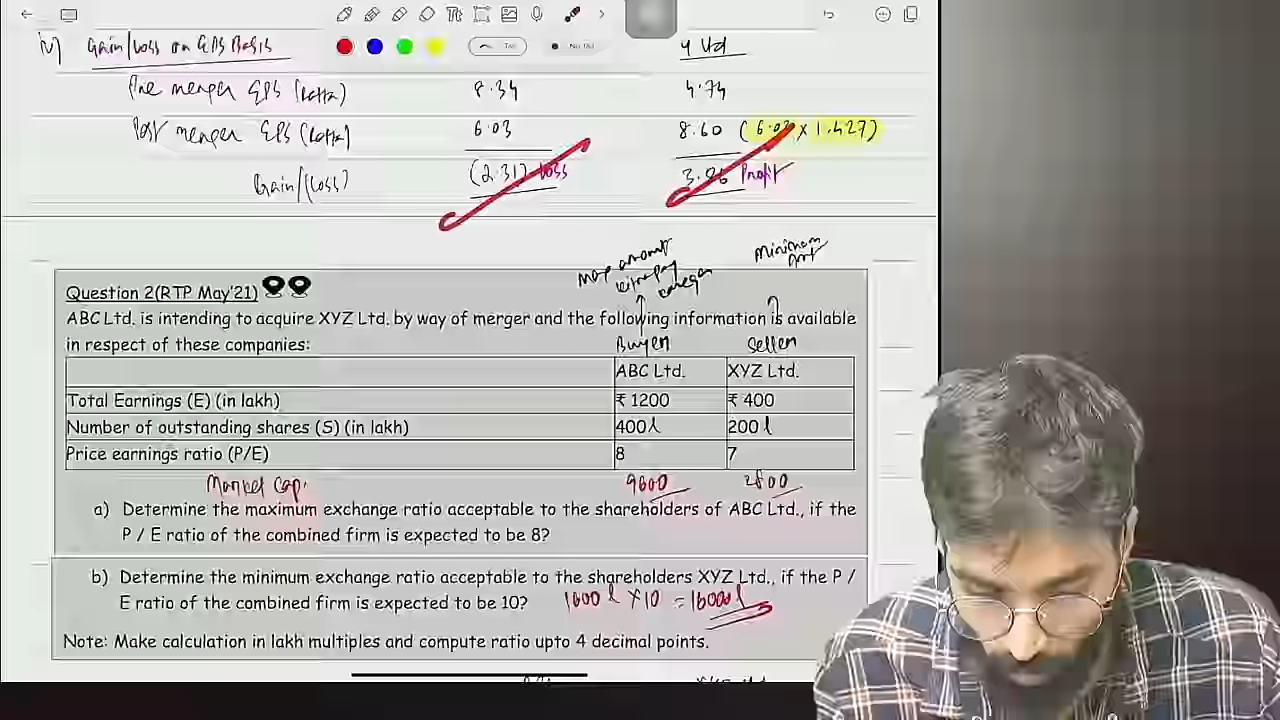 iv) Gain/Loss on EPS Basis Y Ltd
Pre merger EPS (Letta) 8.34 4.74
Post merger EPS (Letta) 6.03 8.60 (6.03 x 1.427)
Gain/(Loss) (2.31) Loss 3.86 Profit
Max amount Minimum
Amt
Question 2(RTP May'21)
ABC Ltd. is intending to acquire XYZ Ltd. by way of merger and the following information is available
in respect of these companies: Buyer Seller
ABC Ltd. XYZ Ltd.
Total Earnings (E) (in lakh) ₹ 1200 ₹ 400
Number of outstanding shares (S) (in lakh) 400 l 200 l
Price earnings ratio (P/E) 8 7
Market Cap. 9600 2800
a) Determine the maximum exchange ratio acceptable to the shareholders of ABC Ltd., if the
P / E ratio of the combined firm is expected to be 8?
b) Determine the minimum exchange ratio acceptable to the shareholders XYZ Ltd., if the P /
E ratio of the combined firm is expected to be 10? 1600 l x 10 = 16000 l
Note: Make calculation in lakh multiples and compute ratio upto 4 decimal points.